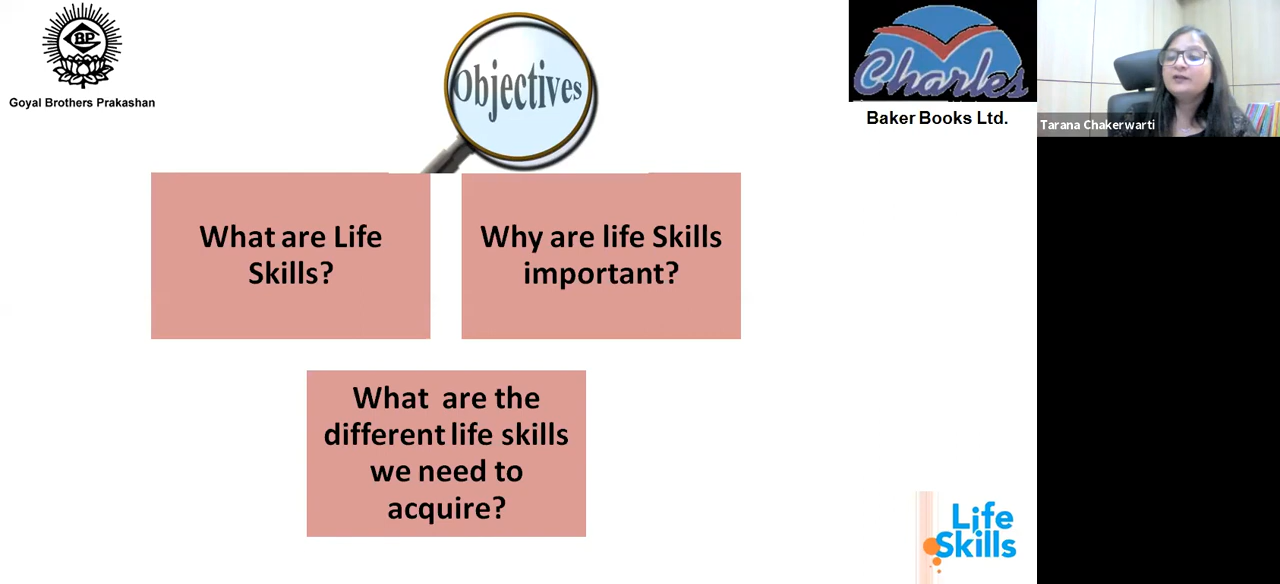 BP
Goyal Brothers Prakashan
Objectives
Charles
Baker Books Ltd.
Tarana Chakerwarti
What are Life
Skills?
Why are life Skills
important?
What are the
different life skills
we need to
acquire?
Life
Skills